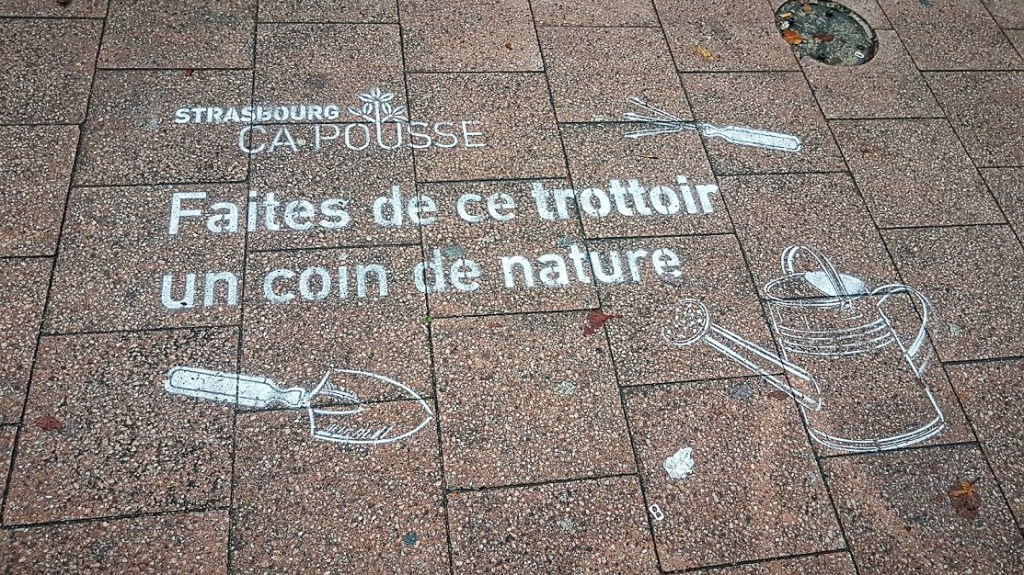 STRASBOURG
ÇA POUSSE
Faites de ce trottoir
un coin de nature